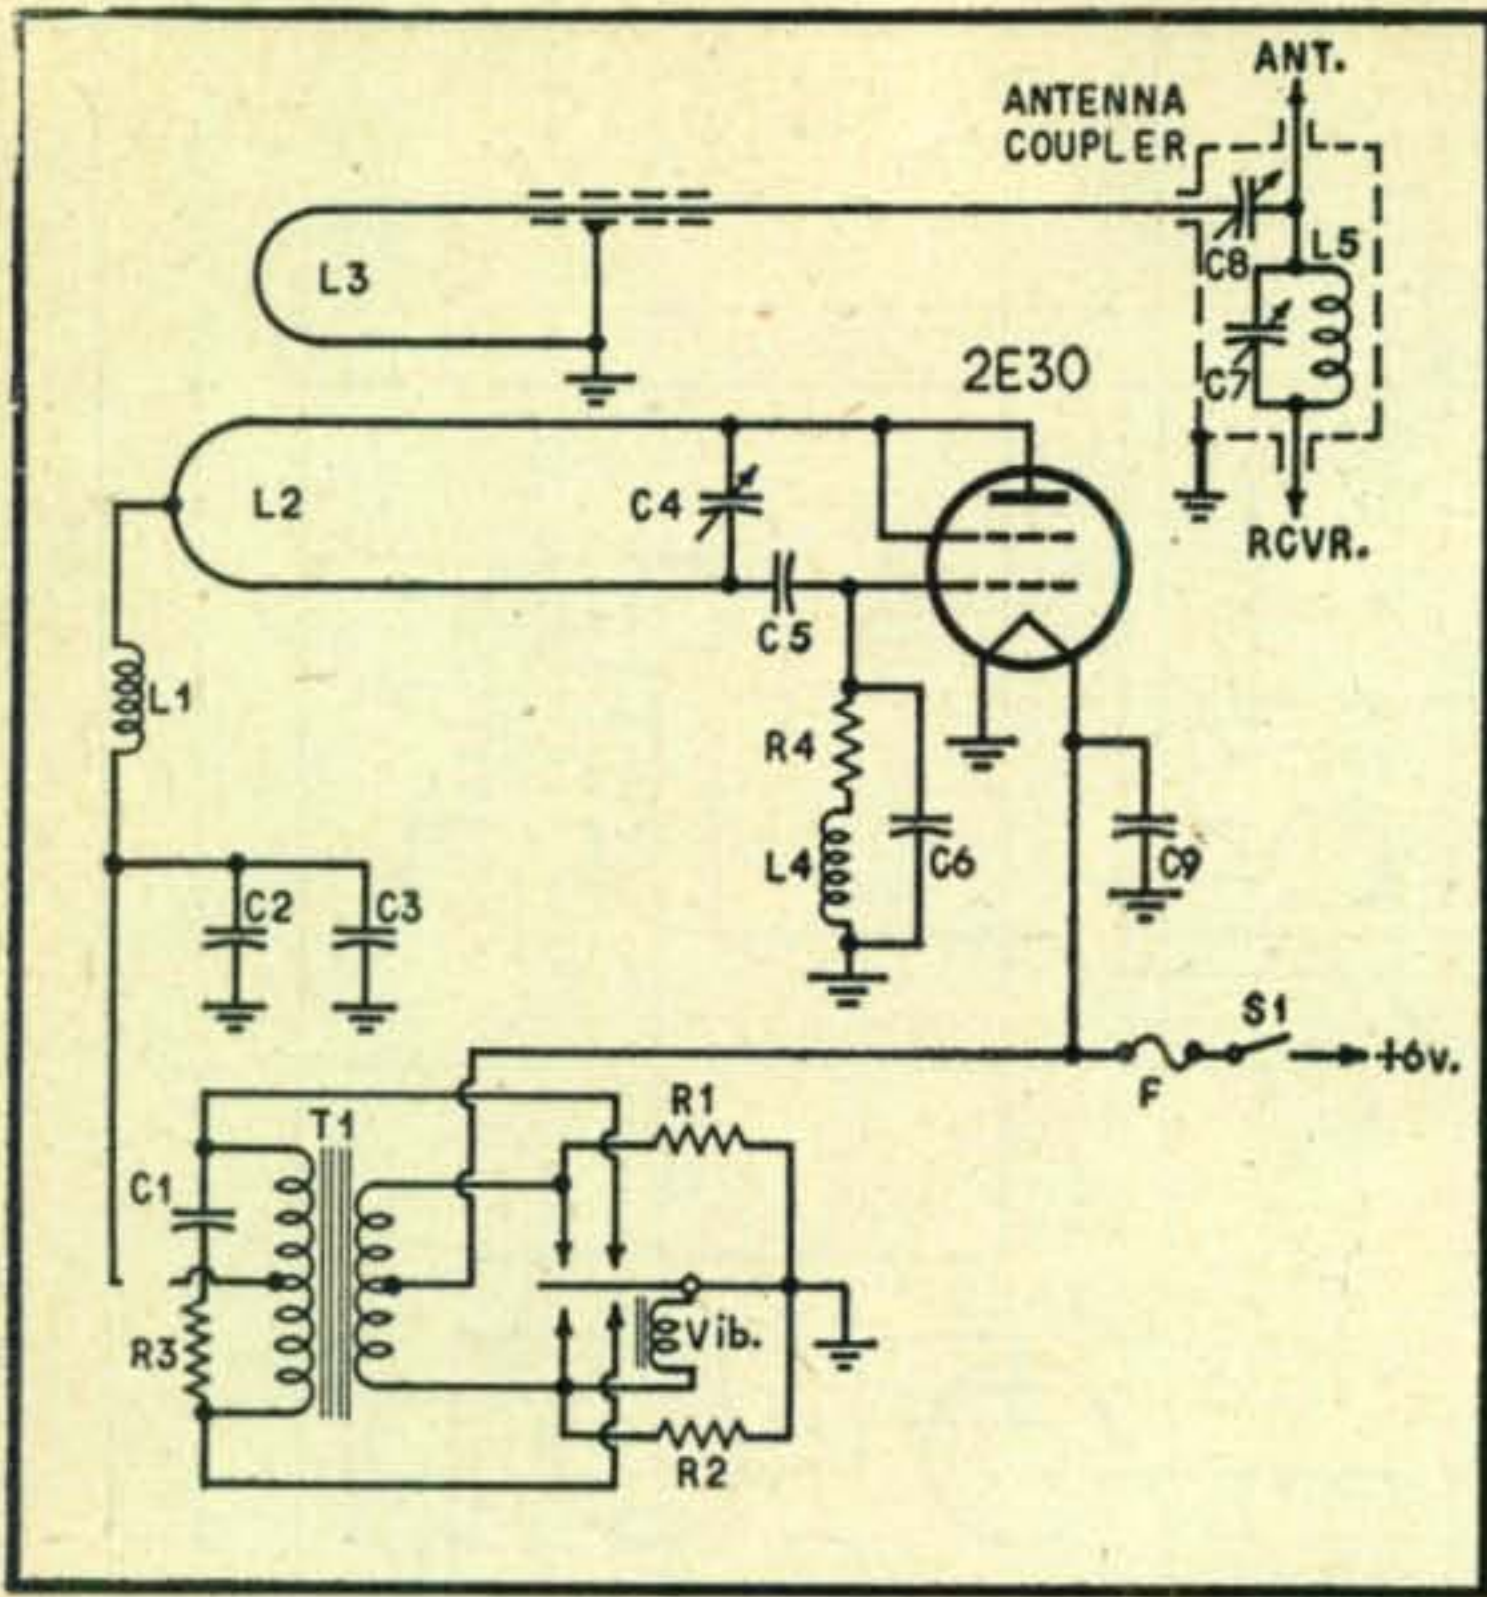 ANT.
ANTENNA
COUPLER
C8
L5
L3
C7
2E30
RCVR.
L2
C4
C5
L1
R4
L4
C6
C9
C2
C3
S1
+6v.
F
R1
T1
C1
Vib.
R3
R2